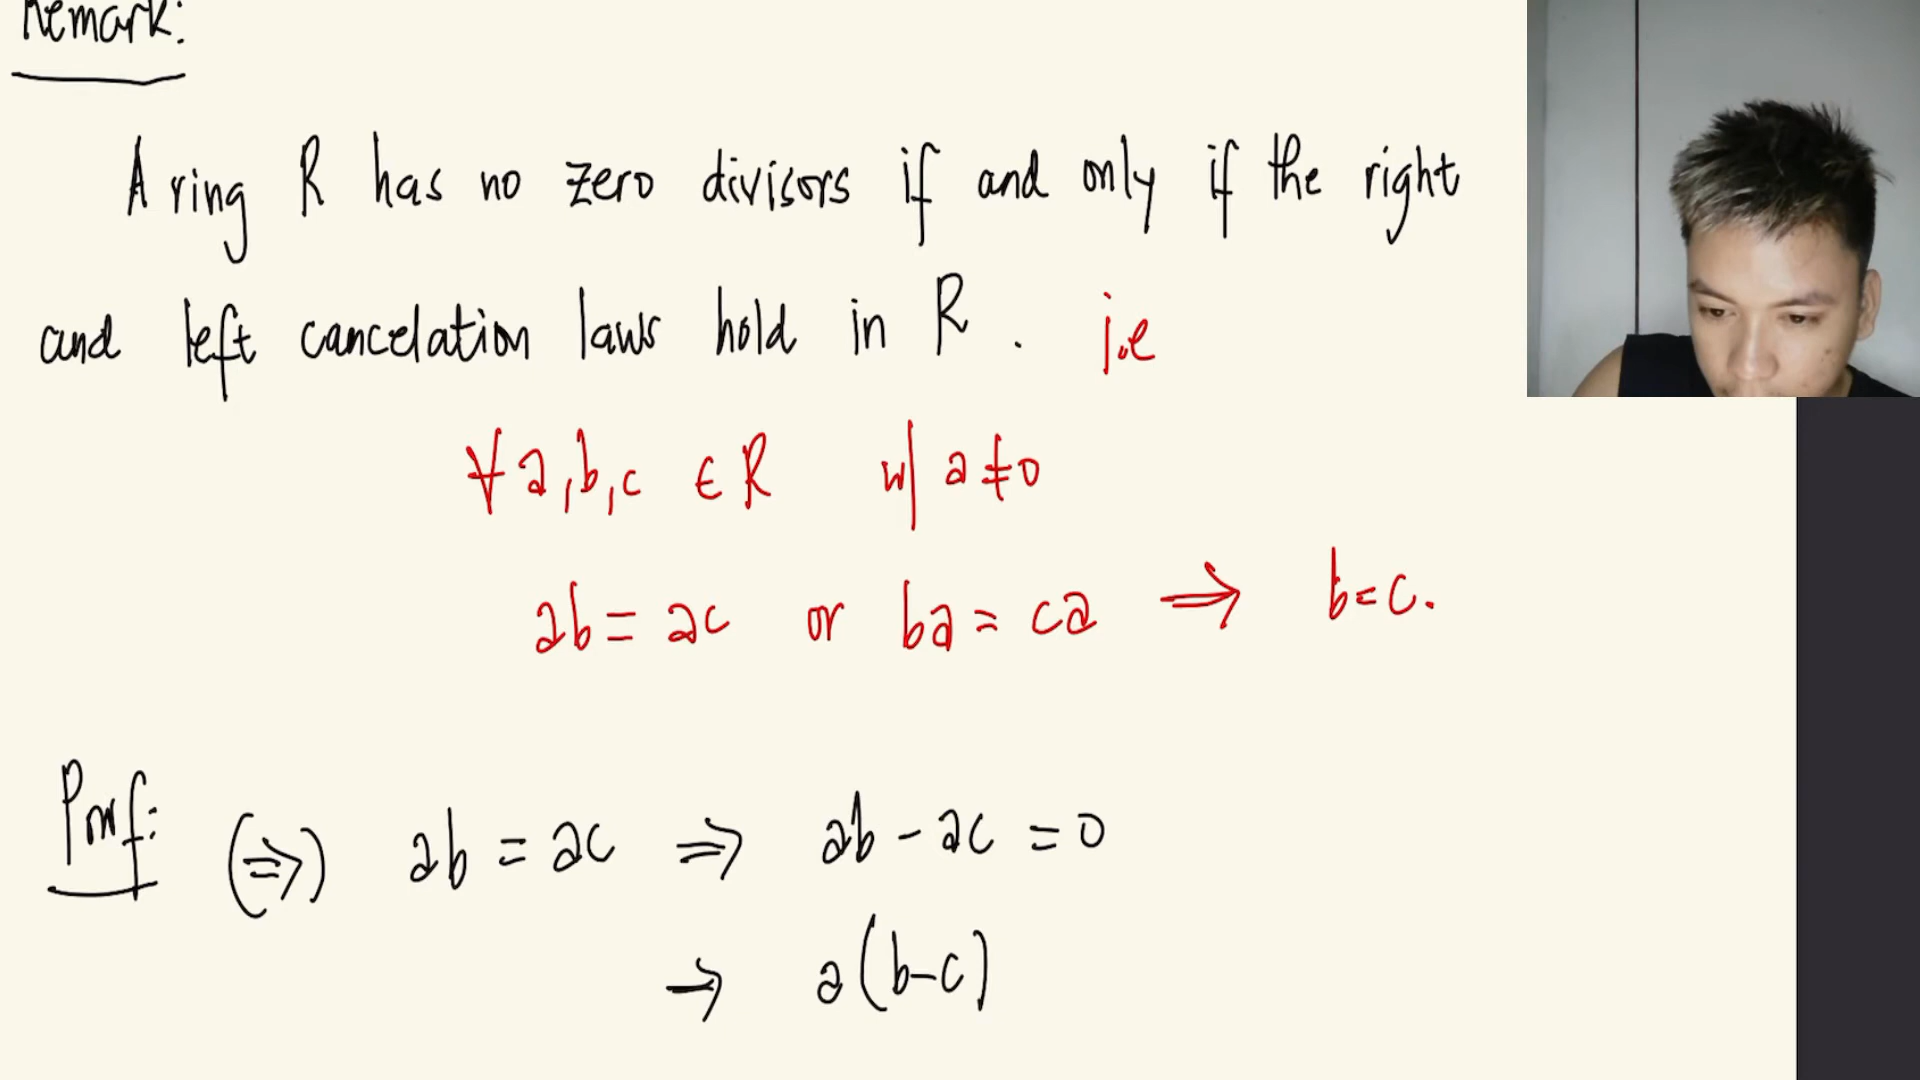 Remark:
A ring R has no zero divisors if and only if the right
and left cancelation laws hold in R. i.e
∀ a,b,c ∈ R w/ a ≠ 0
ab = ac or ba = ca ⇒ b=c.
Proof: (⇒) ab = ac ⇒ ab - ac = 0
→ a(b-c)